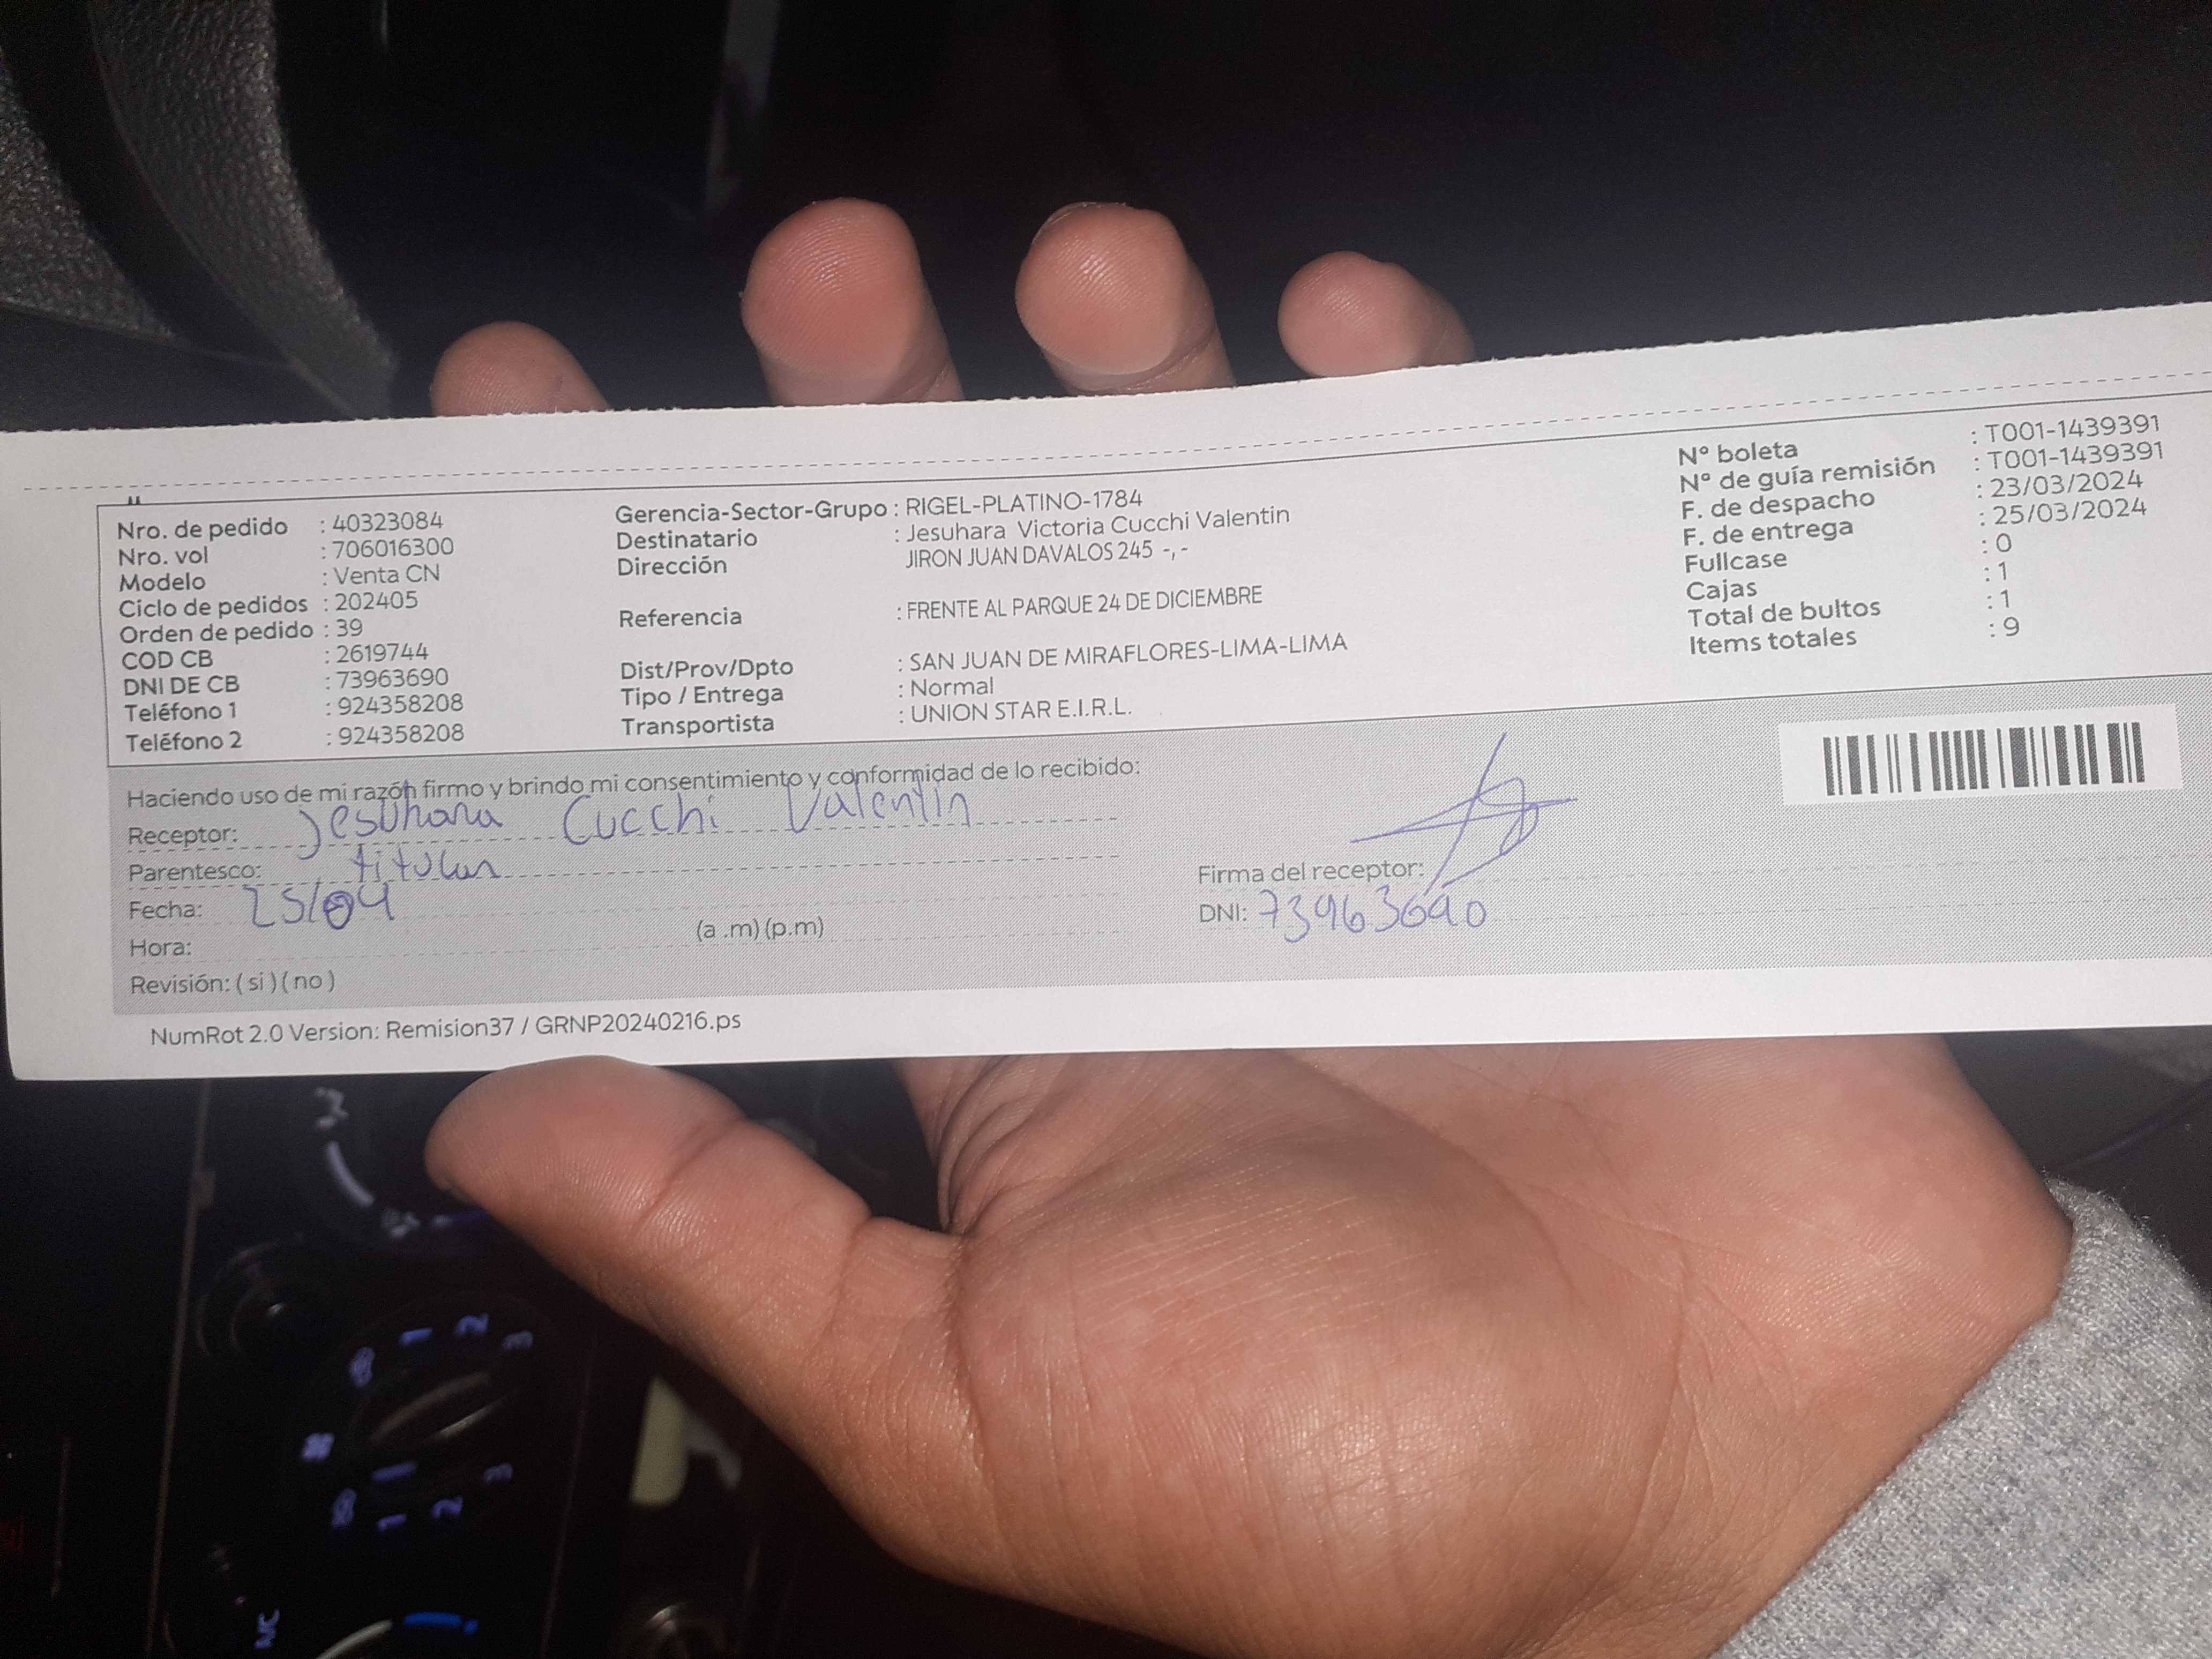 Nro. de pedido : 40323084
Nro. vol : 706016300
Modelo : Venta CN
Ciclo de pedidos : 202405
Orden de pedido : 39
COD CB : 2619744
DNI DE CB : 73963690
Teléfono 1 : 924358208
Teléfono 2 : 924358208
Gerencia-Sector-Grupo : RIGEL-PLATINO-1784
Destinatario : Jesuhara Victoria Cucchi Valentin
Dirección JIRON JUAN DAVALOS 245 -,-
Referencia : FRENTE AL PARQUE 24 DE DICIEMBRE
Dist/Prov/Dpto : SAN JUAN DE MIRAFLORES-LIMA-LIMA
Tipo / Entrega : Normal
Transportista : UNION STAR E.I.R.L.
Nº boleta : T001-1439391
Nº de guía remisión : T001-1439391
F. de despacho : 23/03/2024
F. de entrega : 25/03/2024
Fullcase : 0
Cajas : 1
Total de bultos : 1
Items totales : 9
Haciendo uso de mi razón firmo y brindo mi consentimiento y conformidad de lo recibido:
Receptor: Jesuhara Cucchi Valentin
Parentesco: titular
Fecha: 25/04
Hora: (a .m) (p.m)
Revisión: ( si ) ( no )
Firma del receptor:
DNI: 73963690
NumRot 2.0 Version: Remision37 / GRNP20240216.ps
1 2 3
1 2 3